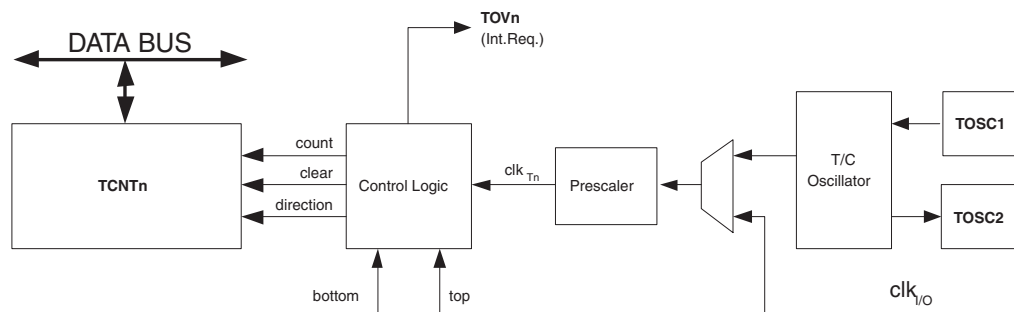 TOVn
(Int.Req.)
DATA BUS
TOSC1
count
TCNTn
clear
Control Logic
clk Tn
Prescaler
T/C
Oscillator
direction
TOSC2
bottom
top
clk I/O